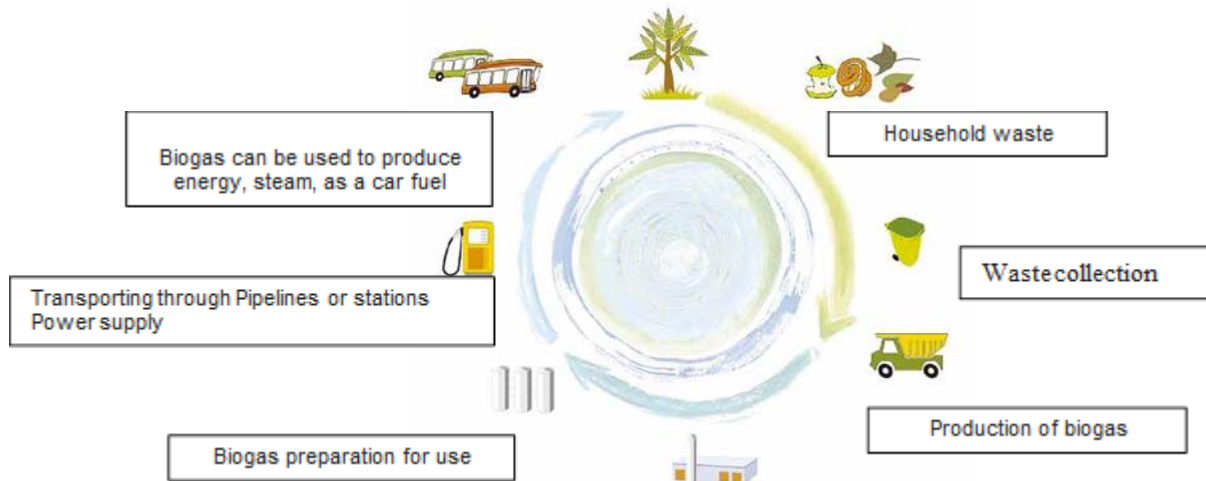 Household waste
Waste collection
Production of biogas
Biogas preparation for use
Transporting through Pipelines or stations
Power supply
Biogas can be used to produce
energy, steam, as a car fuel